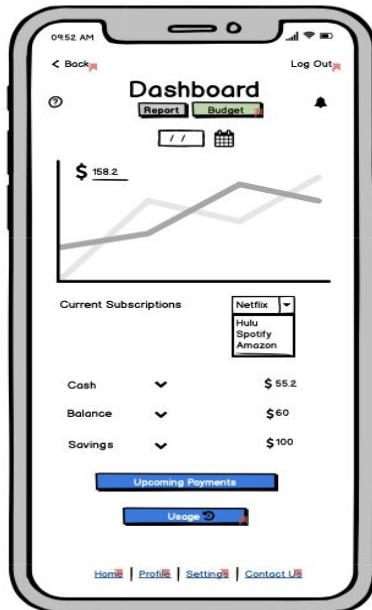 09:52 AM
< Back
Log Out
Dashboard
?
Report Budget
/ /
$ 158.2
Current Subscriptions
Netflix
Hulu
Spotify
Amazon
Cash $ 55.2
Balance $60
Savings $100
Upcoming Payments
Usage
Home | Profile | Settings | Contact Us